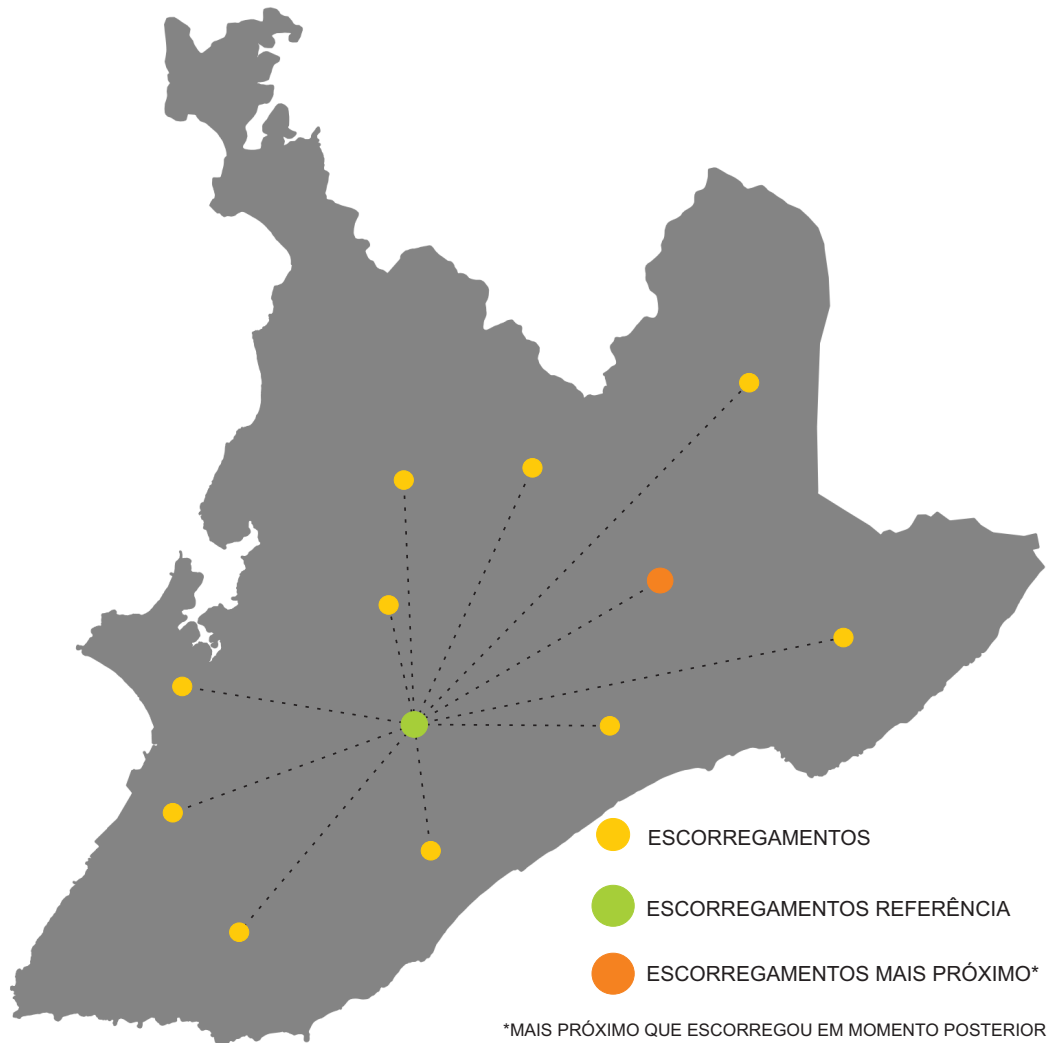 ESCORREGAMENTOS
ESCORREGAMENTOS REFERÊNCIA
ESCORREGAMENTOS MAIS PRÓXIMO*
*MAIS PRÓXIMO QUE ESCORREGOU EM MOMENTO POSTERIOR